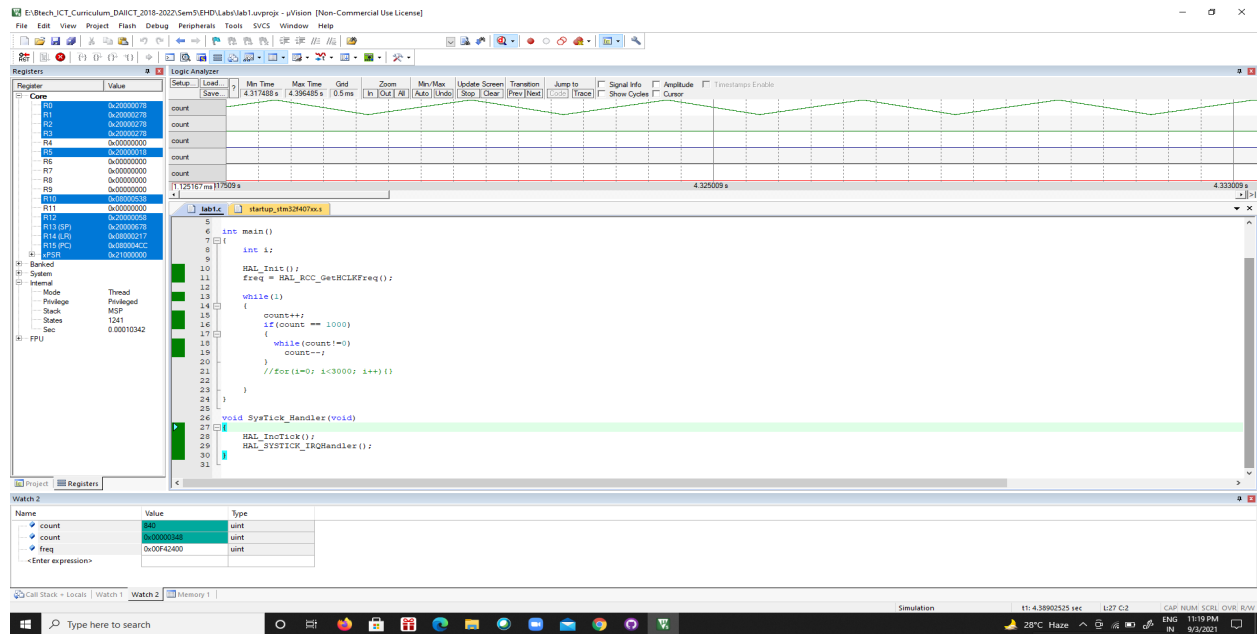 E:\Btech_ICT_Curriculum_DAIICT_2018-2022\Sem5\EHD\Labs\lab1.uvprojx - µVision [Non-Commercial Use License]
File Edit View Project Flash Debug Peripherals Tools SVCS Window Help
Registers
Register Value
Core
R0 0x20000078
R1 0x20000278
R2 0x20000278
R3 0x20000278
R4 0x00000000
R5 0x20000018
R6 0x00000000
R7 0x00000000
R8 0x00000000
R9 0x00000000
R10 0x08000538
R11 0x00000000
R12 0x20000058
R13 (SP) 0x20000678
R14 (LR) 0x08000217
R15 (PC) 0x080004CC
xPSR 0x21000000
Banked
System
Internal
Mode Thread
Privilege Privileged
Stack MSP
States 1241
Sec 0.00010342
FPU
Project Registers
Logic Analyzer
Setup... Load... ? Min Time Max Time Grid Zoom Min/Max Update Screen Transition Jump to Signal Info Amplitude Timestamps Enable
Save... 4.317488 s 4.396485 s 0.5 ms In Out All Auto Undo Stop Clear Prev Next Code Trace Show Cycles Cursor
count
count
count
count
count
1.125167 ms 17509 s 4.325009 s 4.333009 s
lab1.c startup_stm32f407xx.s
5
6 int main()
7 {
8 int i;
9
10 HAL_Init();
11 freq = HAL_RCC_GetHCLKFreq();
12
13 while(1)
14 {
15 count++;
16 if(count == 1000)
17 {
18 while(count!=0)
19 count--;
20 }
21 //for(i=0; i<3000; i++){}
22
23 }
24 }
25
26 void SysTick_Handler(void)
27 {
28 HAL_IncTick();
29 HAL_SYSTICK_IRQHandler();
30 }
31
Watch 2
Name Value Type
count 840 uint
count 0x00000348 uint
freq 0x00F42400 uint
<Enter expression>
Call Stack + Locals Watch 1 Watch 2 Memory 1
Simulation t1: 4.38902525 sec L:27 C:2 CAP NUM SCRL OVR R/W
Type here to search
28°C Haze ENG 11:19 PM
IN 9/3/2021